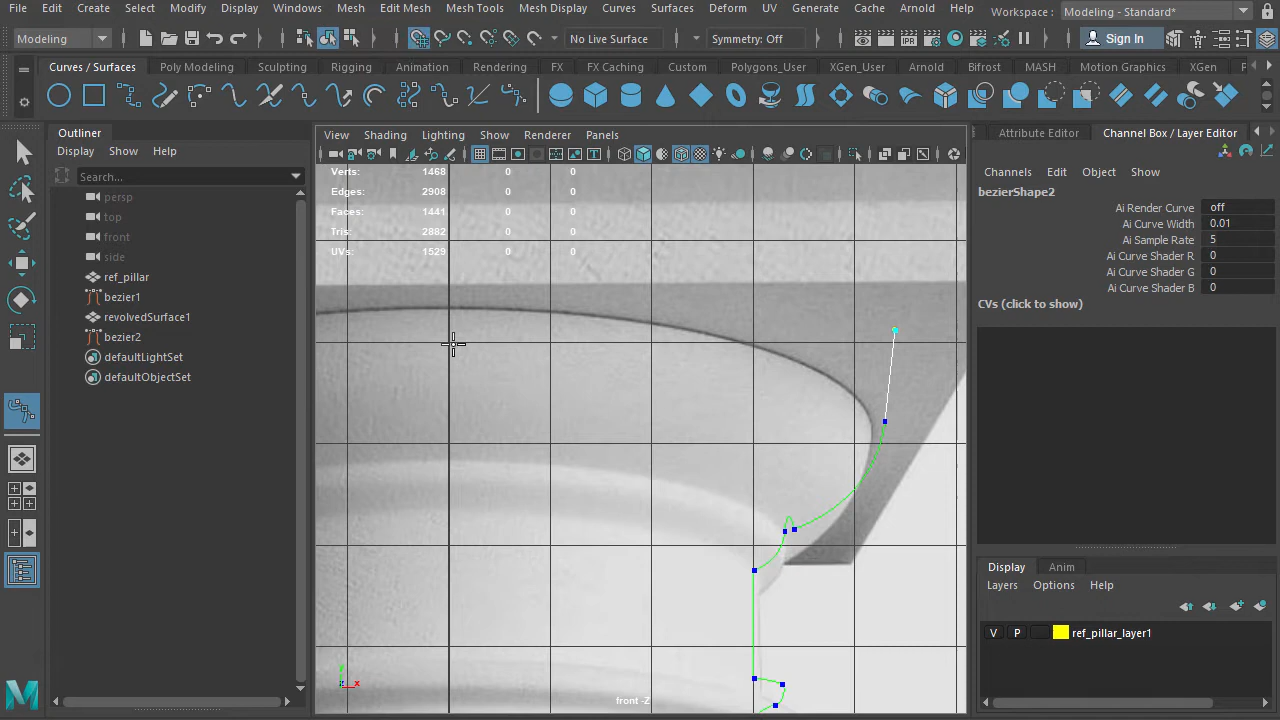 File Edit Create Select Modify Display Windows Mesh Edit Mesh Mesh Tools Mesh Display Curves Surfaces Deform UV Generate Cache Arnold Help Workspace : Modeling - Standard*
Modeling No Live Surface Symmetry: Off IPR Sign In
Curves / Surfaces Poly Modeling Sculpting Rigging Animation Rendering FX FX Caching Custom Polygons_User XGen_User Arnold Bifrost MASH Motion Graphics XGen
Outliner
Display Show Help
Search...
persp
top
front
side
ref_pillar
bezier1
revolvedSurface1
bezier2
defaultLightSet
defaultObjectSet
View Shading Lighting Show Renderer Panels
Verts: 1468 0 0
Edges: 2908 0 0
Faces: 1441 0 0
Tris: 2882 0 0
UVs: 1529 0 0
y
x
front -Z
Attribute Editor Channel Box / Layer Editor
Channels Edit Object Show
bezierShape2
Ai Render Curve off
Ai Curve Width 0.01
Ai Sample Rate 5
Ai Curve Shader R 0
Ai Curve Shader G 0
Ai Curve Shader B 0
CVs (click to show)
Display Anim
Layers Options Help
V P ref_pillar_layer1
M